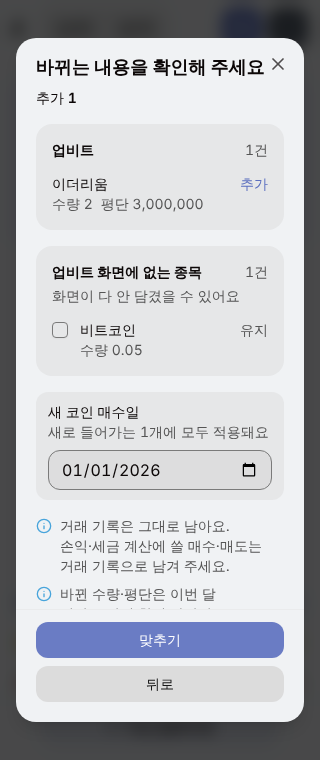 바뀌는 내용을 확인해 주세요
추가 1
업비트 1건
이더리움 추가
수량 2 평단 3,000,000
업비트 화면에 없는 종목 1건
화면이 다 안 담겼을 수 있어요
비트코인 유지
수량 0.05
새 코인 매수일
새로 들어가는 1개에 모두 적용돼요
01/01/2026
거래 기록은 그대로 남아요.
손익·세금 계산에 쓸 매수·매도는
거래 기록으로 남겨 주세요.
바뀐 수량·평단은 이번 달
맞추기
뒤로